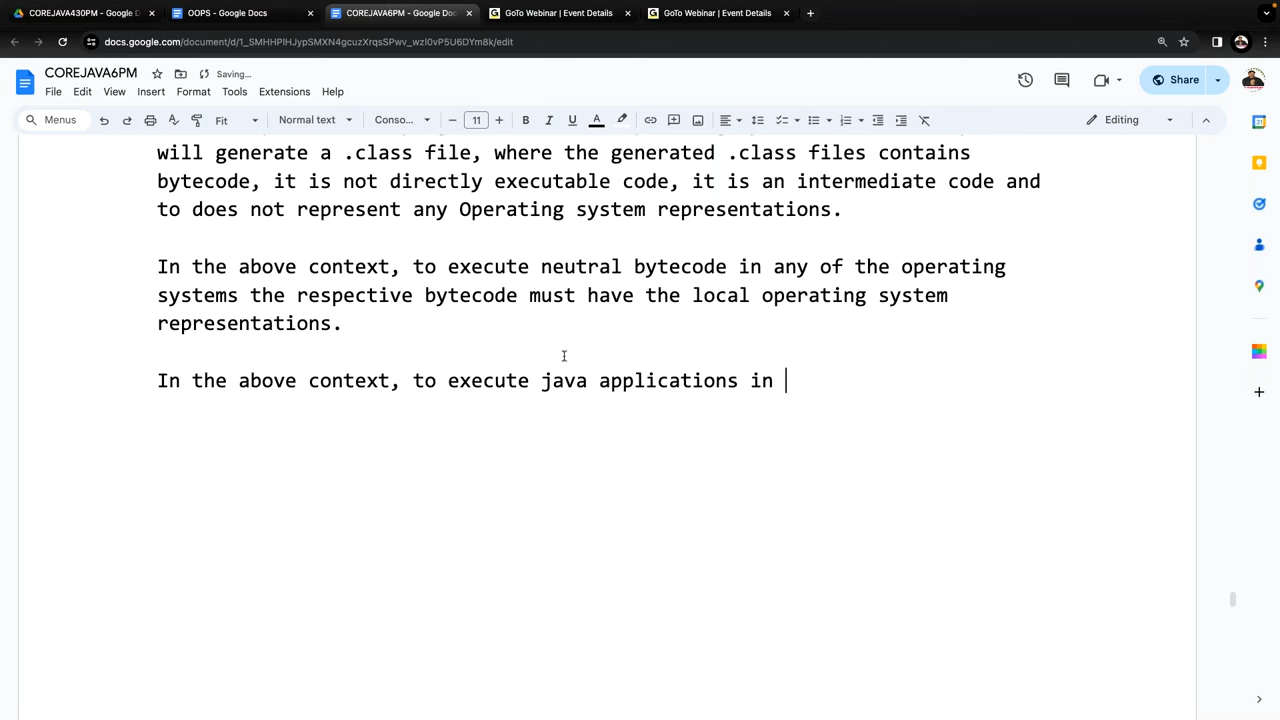 COREJAVA430PM - Google D
OOPS - Google Docs
COREJAVA6PM - Google Doc
GoTo Webinar | Event Details
GoTo Webinar | Event Details
docs.google.com/document/d/1_SMHHPlHJypSMXN4gcuzXrqsSPwv_wzI0vP5U6DYm8k/edit
COREJAVA6PM
Saving...
Share
File Edit View Insert Format Tools Extensions Help
Menus
Fit
Normal text
Conso...
11
Editing
will generate a .class file, where the generated .class files contains
bytecode, it is not directly executable code, it is an intermediate code and
to does not represent any Operating system representations.
In the above context, to execute neutral bytecode in any of the operating
systems the respective bytecode must have the local operating system
representations.
In the above context, to execute java applications in